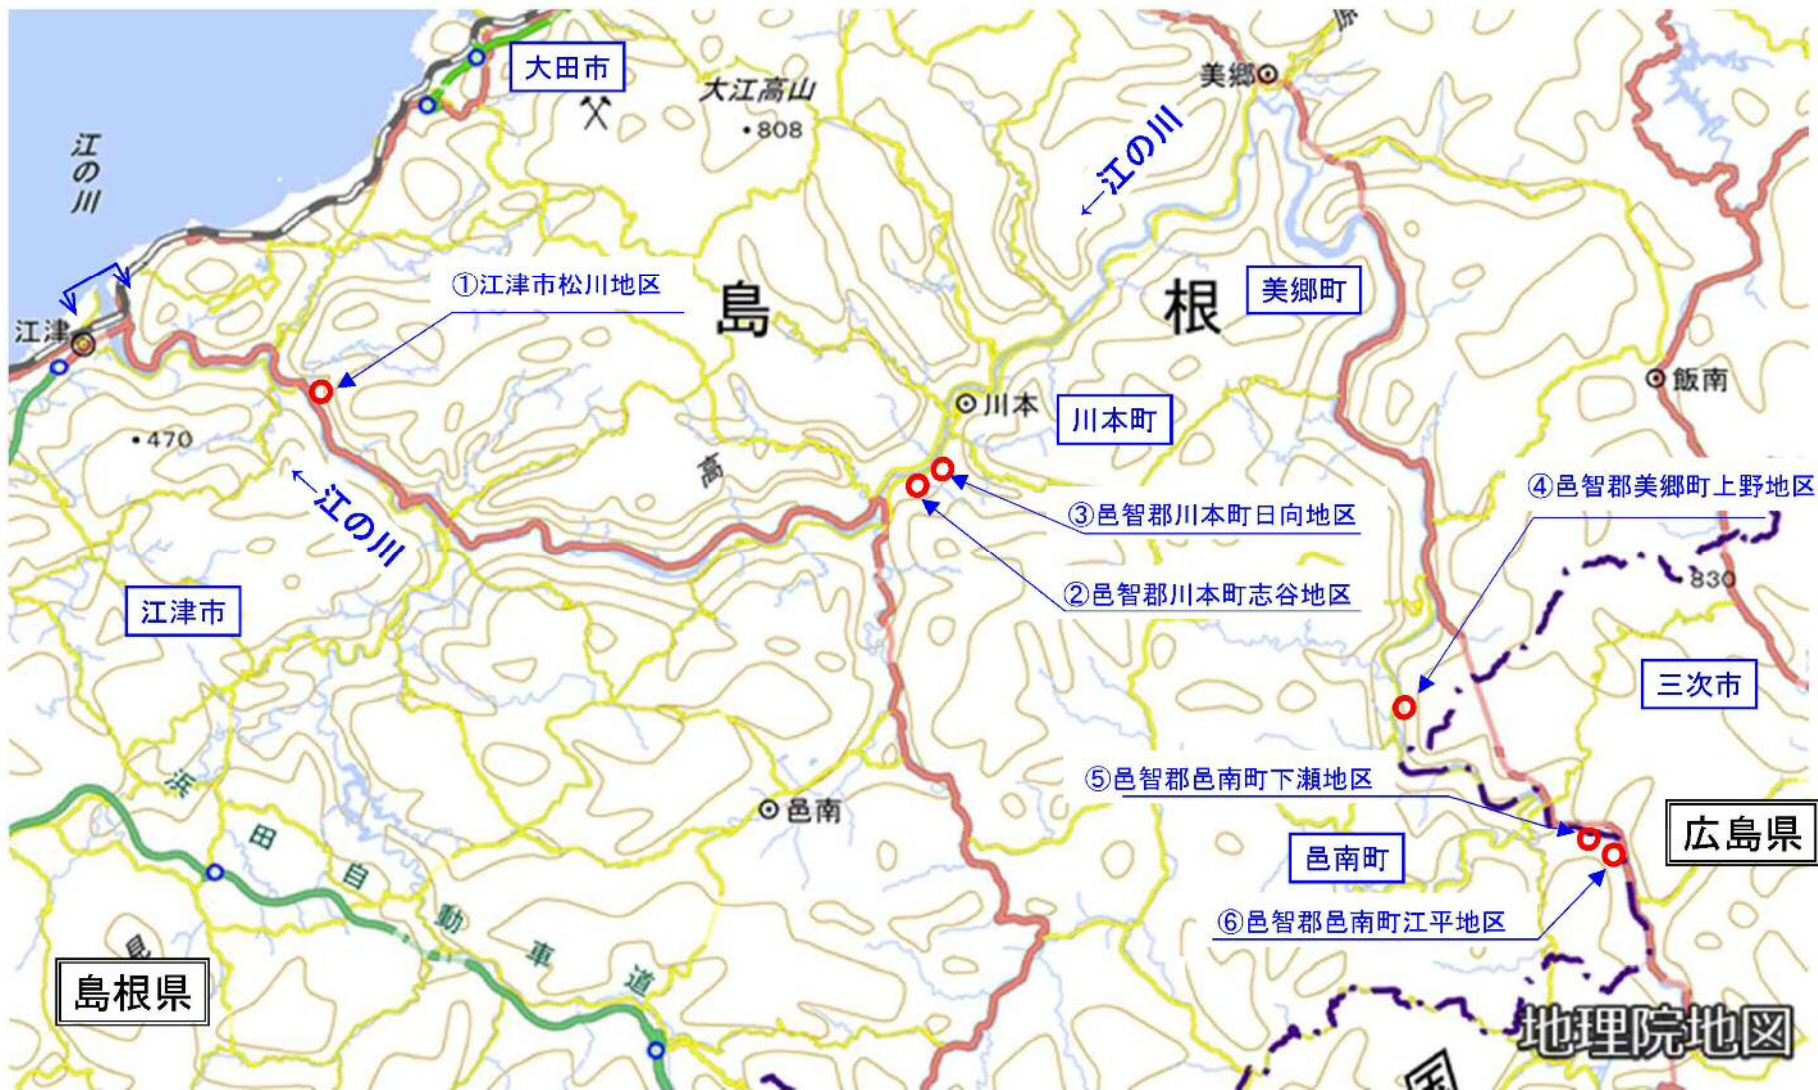 原
大田市
大江高山
・808
美郷
江の川
←江の川
①江津市松川地区
島
根
美郷町
江津
飯南
川本
川本町
・470
高
④邑智郡美郷町上野地区
←江の川
③邑智郡川本町日向地区
②邑智郡川本町志谷地区
・830
江津市
三次市
浜
田
自
動
車
道
邑南
⑤邑智郡邑南町下瀬地区
広島県
邑南町
⑥邑智郡邑南町江平地区
島根県
地理院地図
国